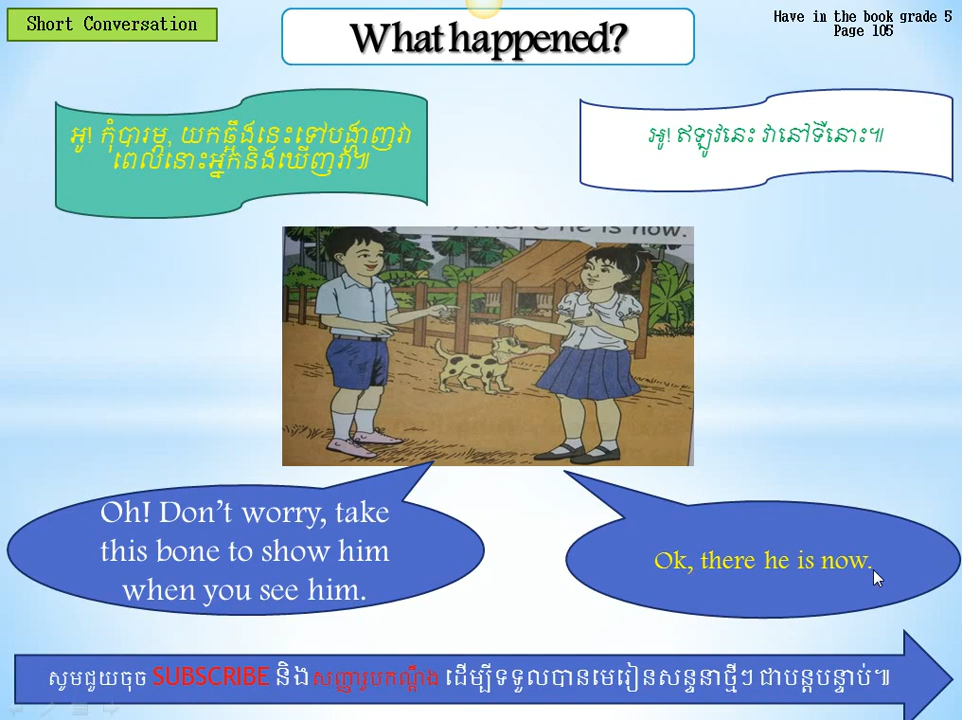 Short Conversation
What happened?
Have in the book grade 5
Page 105
អូ! កុំបារម្ភ, យកឆ្អឹងនេះទៅបង្ហាញវា
ពេលនោះអ្នកនិងឃើញវា៕
អូ! ឥឡូវនេះ វានៅទីនោះ៕
, there he is now.
Oh! Don’t worry, take
this bone to show him
when you see him.
Ok, there he is now.
សូមជួយចុច SUBSCRIBE និងសញ្ញារូបកណ្ដឹង ដើម្បីទទួលបានមេរៀនសន្ទនាថ្មីៗ ជាបន្តបន្ទាប់៕